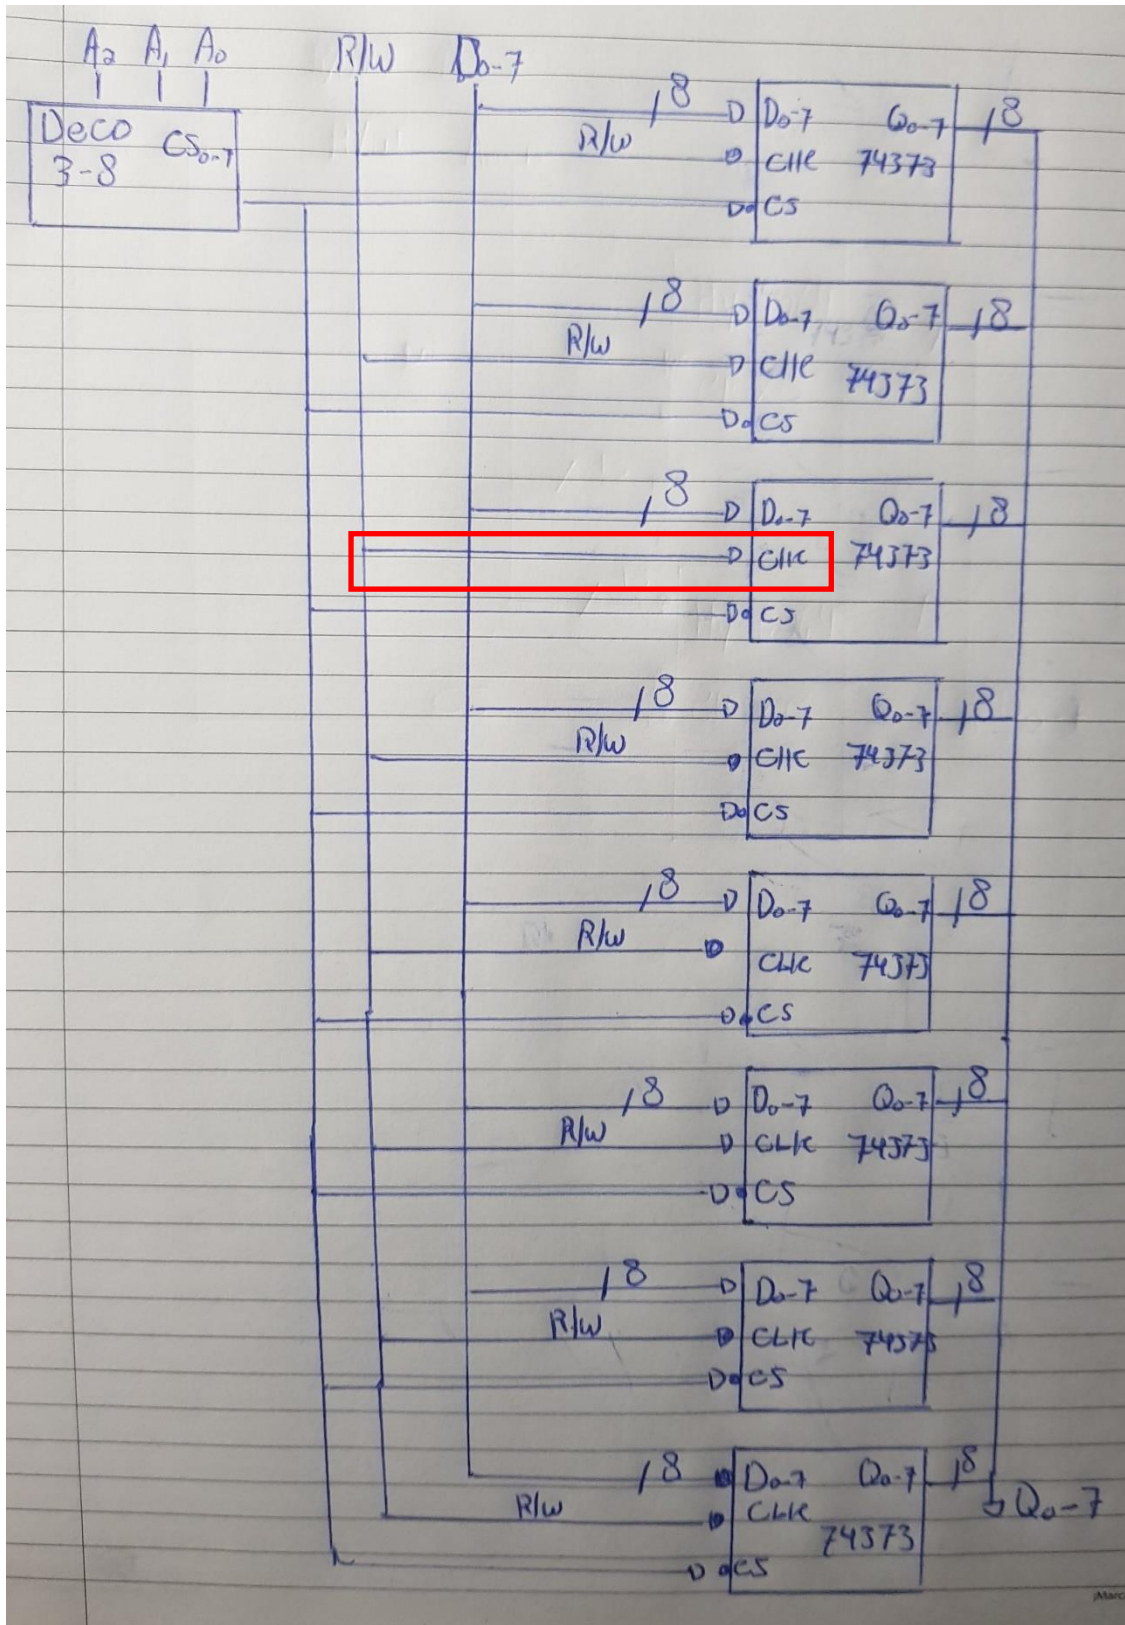 A2 A1 A0 R/W D0-7
Deco CS0-7
3-8
8 D0-7 Q0-7 8
R/W CLK 74373
CS
8 D0-7 Q0-7 8
R/W CLK 74373
CS
8 D0-7 Q0-7 8
CLK 74373
CS
8 D0-7 Q0-7 8
R/W CLK 74373
CS
8 D0-7 Q0-7 8
R/W CLK 74373
CS
8 D0-7 Q0-7 8
R/W CLK 74373
CS
8 D0-7 Q0-7 8
R/W CLK 74373
CS
8 D0-7 Q0-7 8
R/W CLK 74373 Q0-7
CS